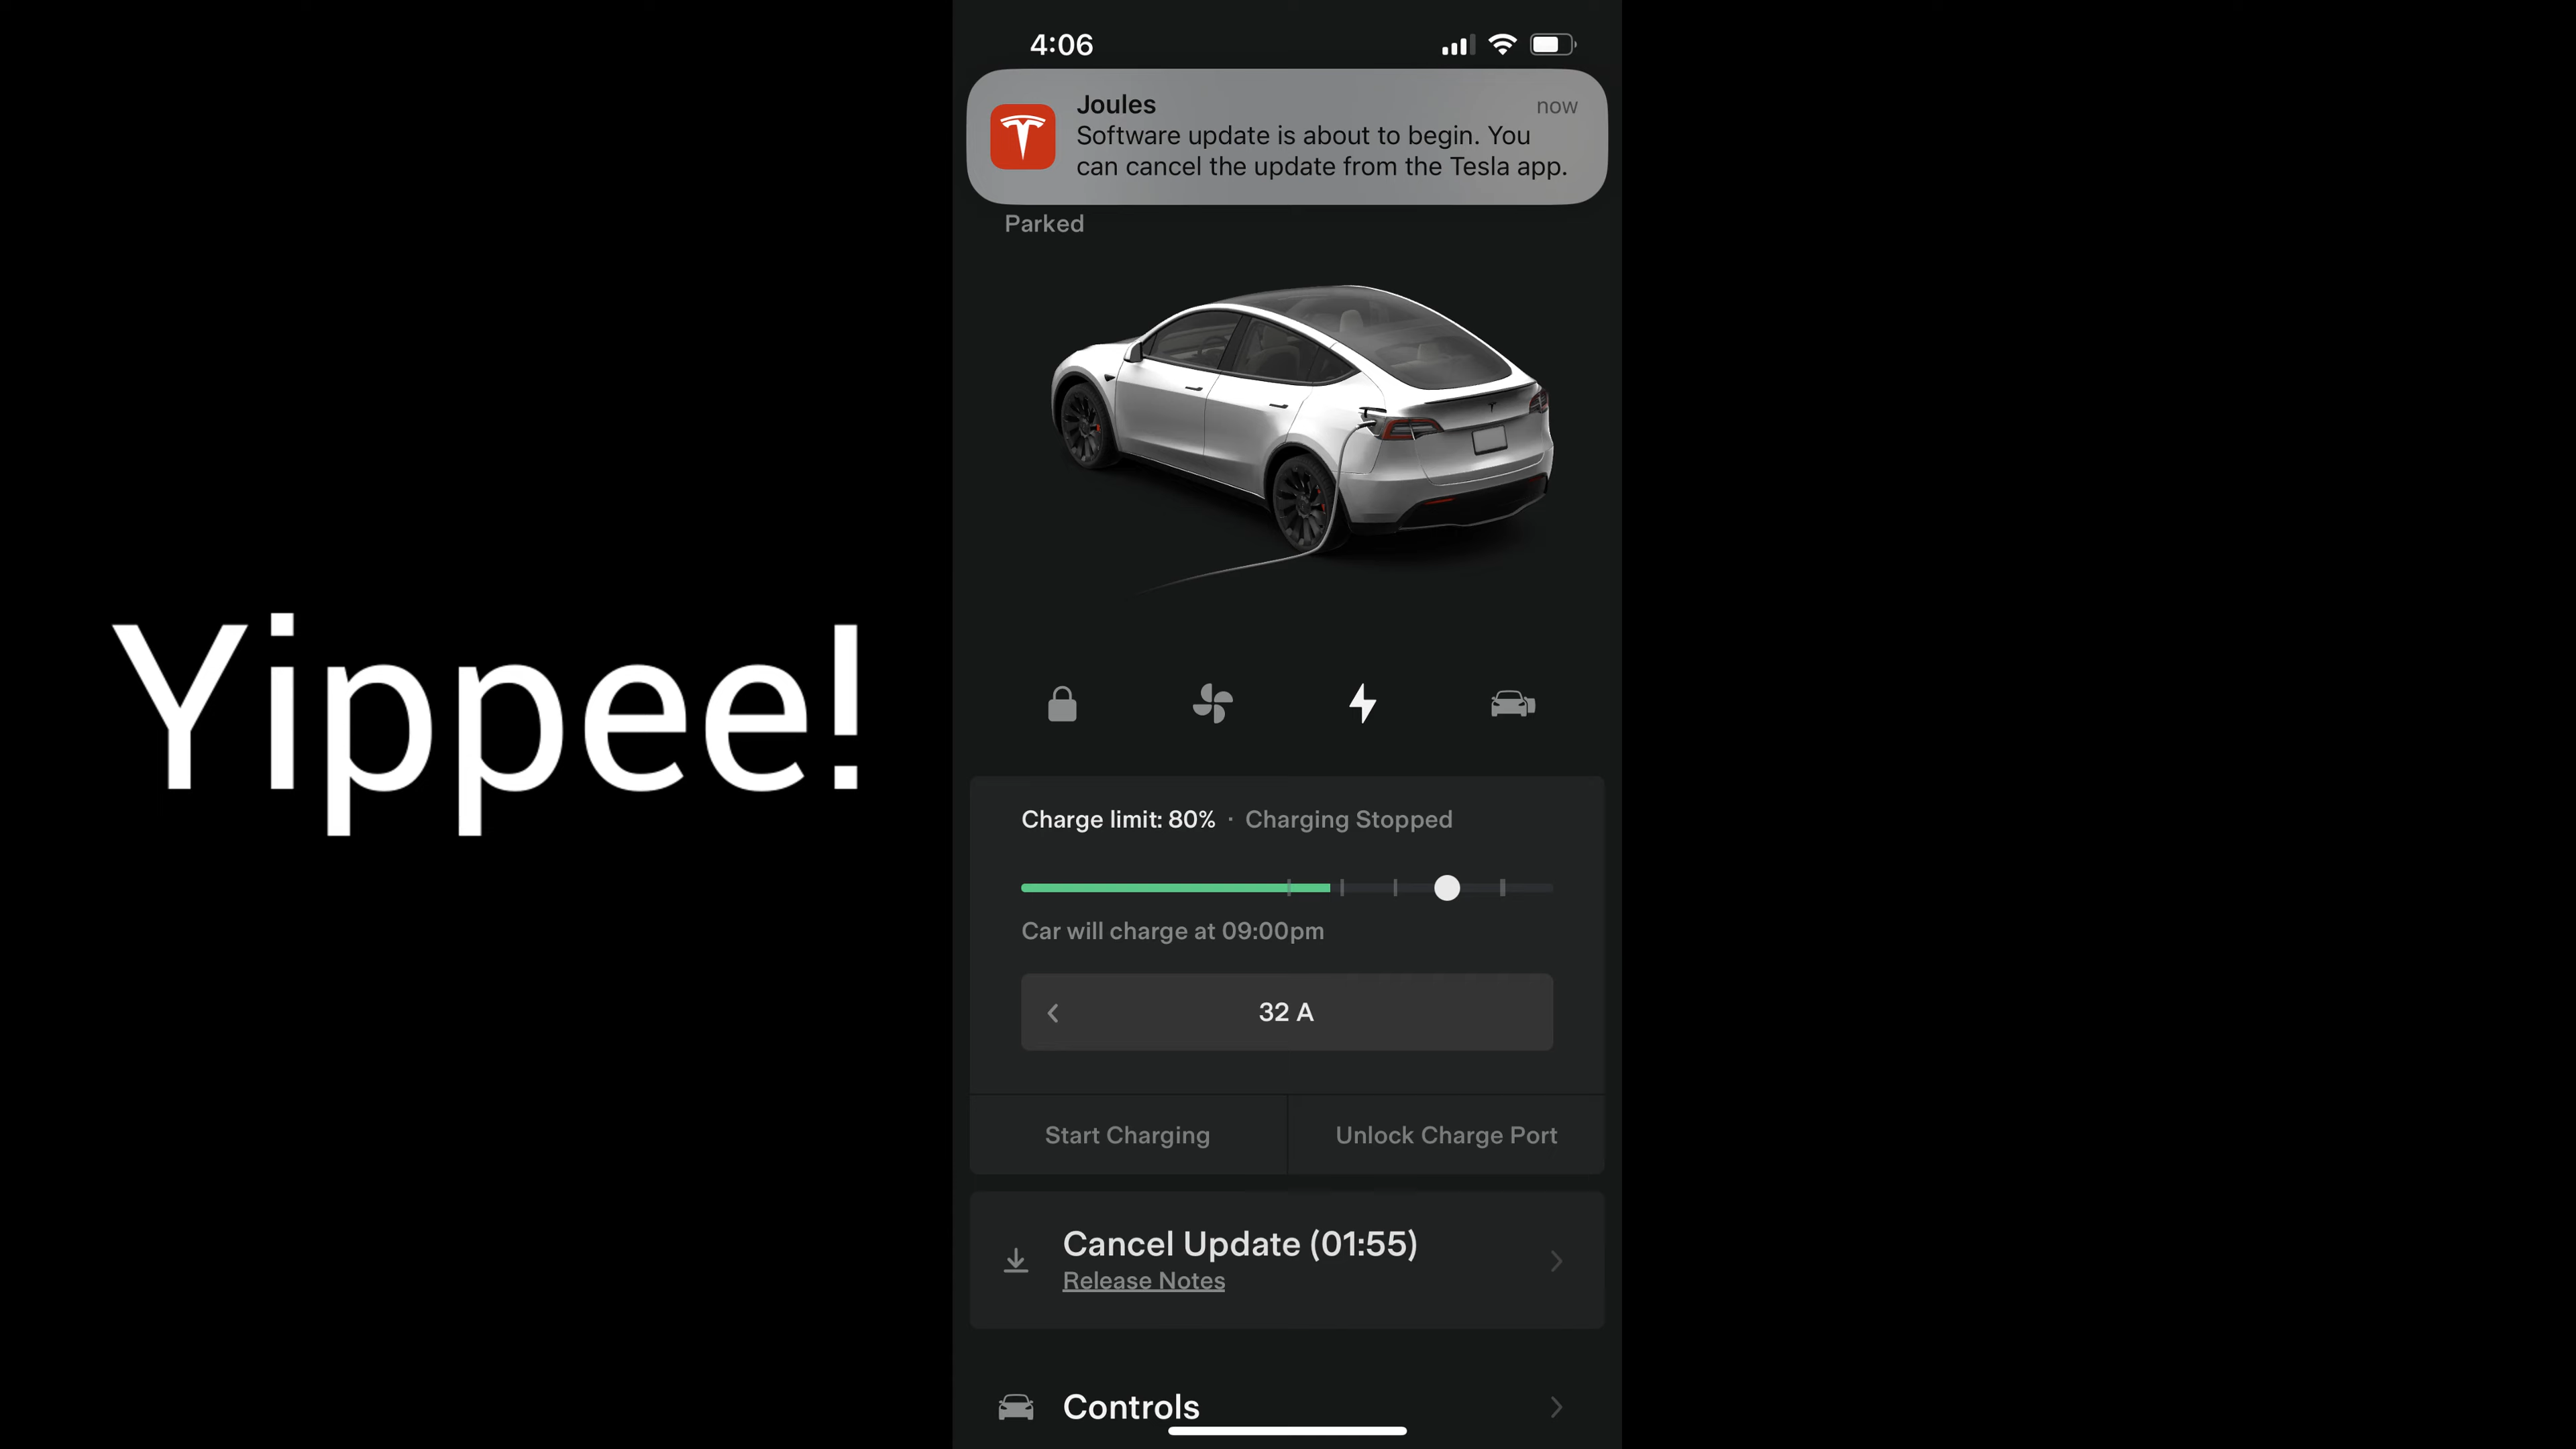 4:06
Joules
now
Software update is about to begin. You
can cancel the update from the Tesla app.
Parked
Yippee!
Charge limit: 80% · Charging Stopped
Car will charge at 09:00pm
32 A
Start Charging
Unlock Charge Port
Cancel Update (01:55)
Release Notes
Controls